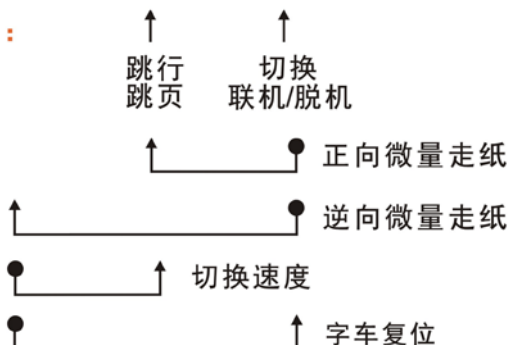 :
跳行 切换
跳页 联机/脱机
正向微量走纸
逆向微量走纸
切换速度
字车复位